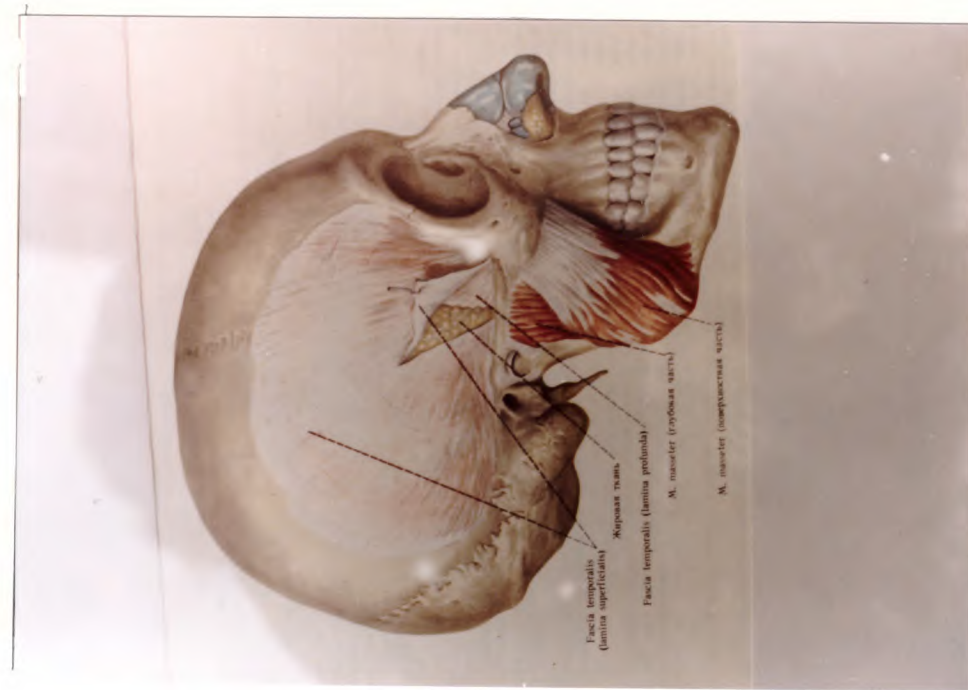 Fascia temporalis
(lamina superficialis)
Жировая ткань
Fascia temporalis (lamina profunda)
M. masseter (глубокая часть)
M. masseter (поверхностная часть)